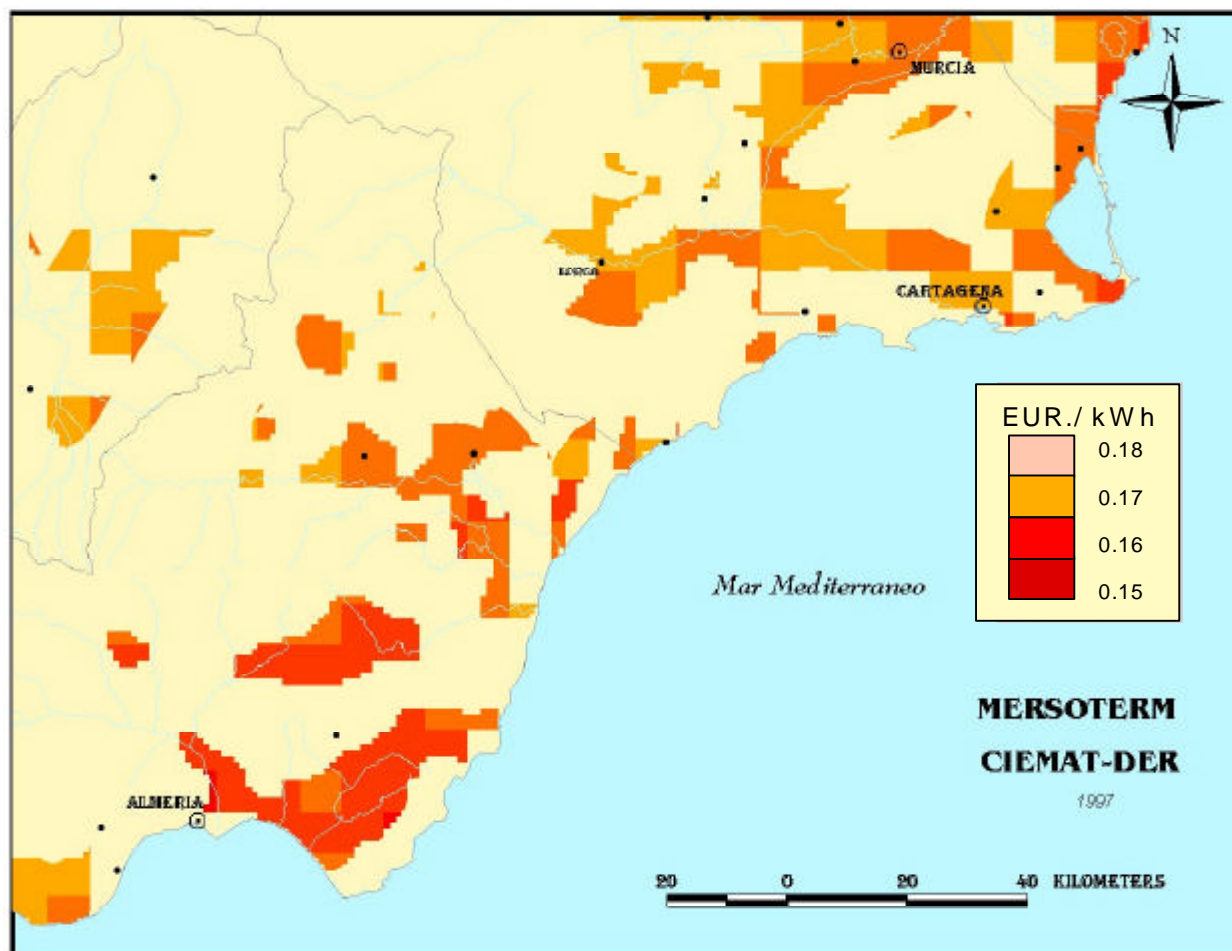 N
MURCIA
LORCA
CARTAGENA
EUR./ kWh
0.18
0.17
0.16
0.15
Mar Mediterraneo
MERSOTERM
CIEMAT-DER
1997
ALMERIA
20 0 20 40 KILOMETERS